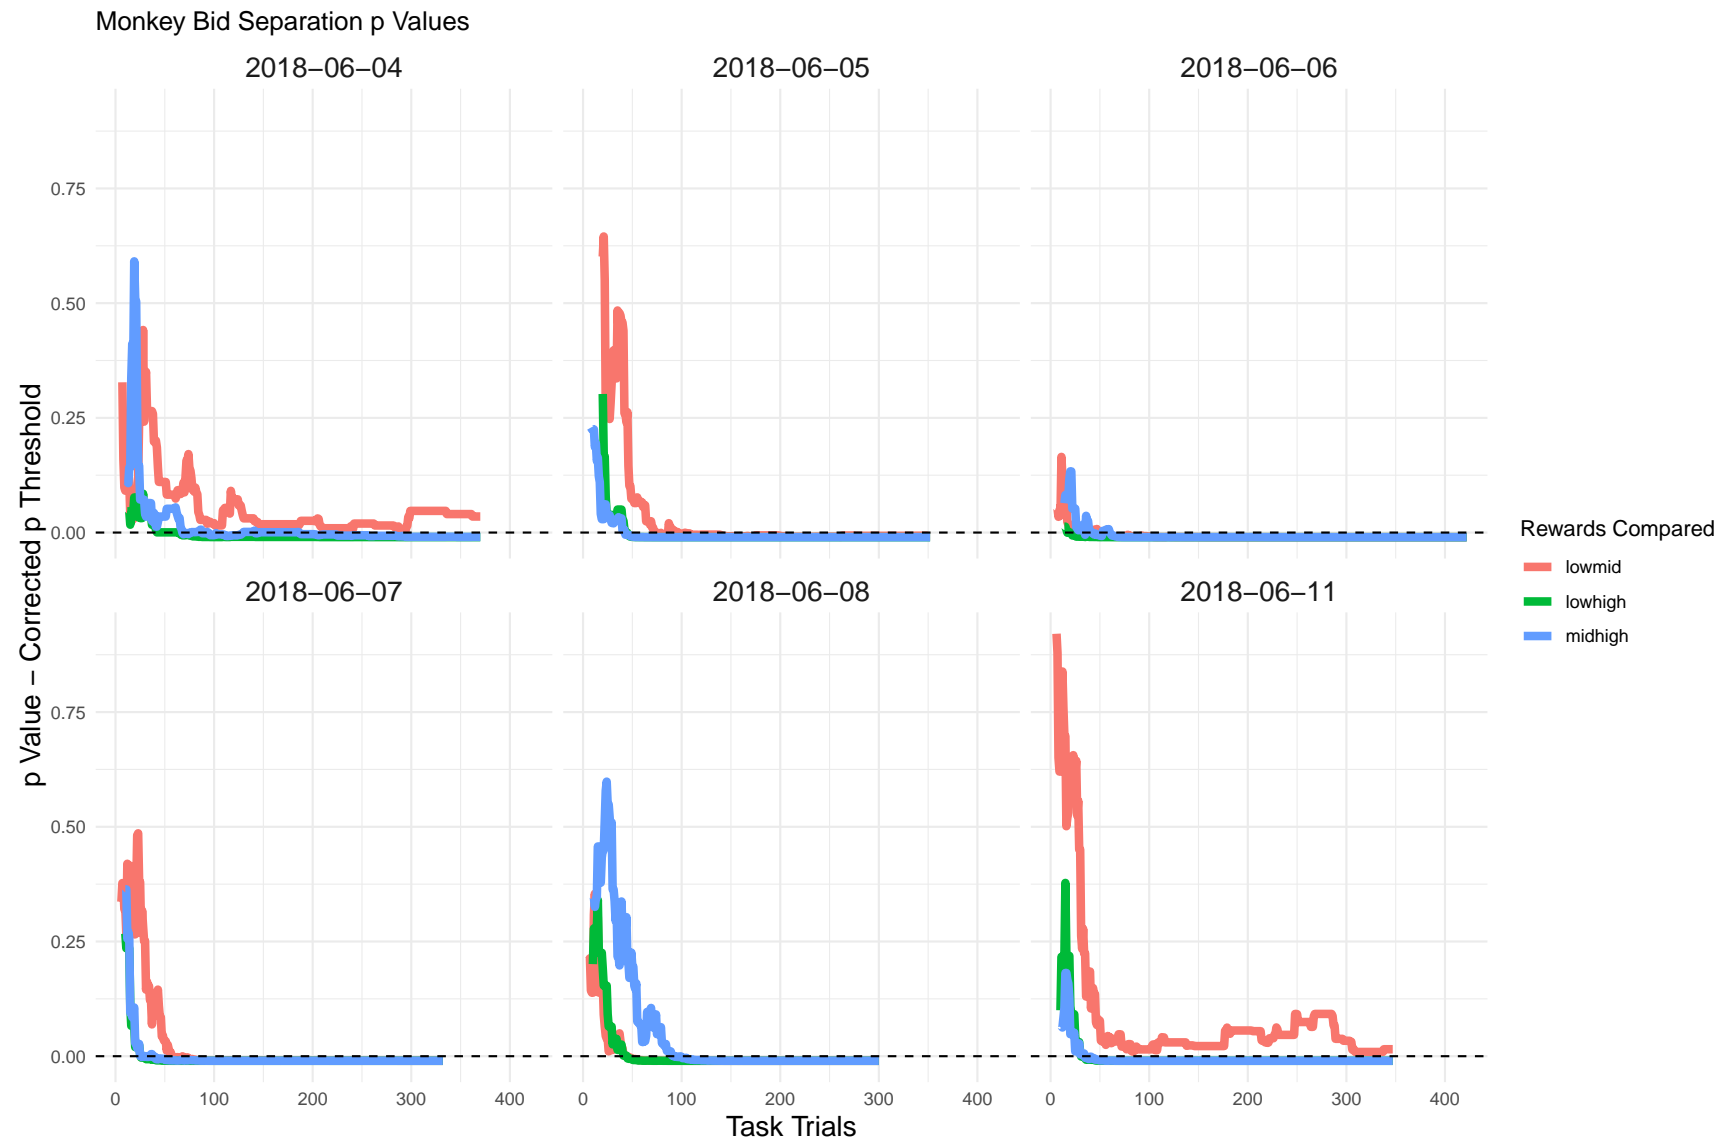 Monkey Bid Separation p Values
2018−06−04
2018−06−05
2018−06−06
0.75
0.50
0.25
0.00
2018−06−07
2018−06−08
2018−06−11
0.75
0.50
0.25
0.00
0 100 200 300 400
0 100 200 300 400
0 100 200 300 400
Task Trials
p Value − Corrected p Threshold
Rewards Compared
lowmid
lowhigh
midhigh